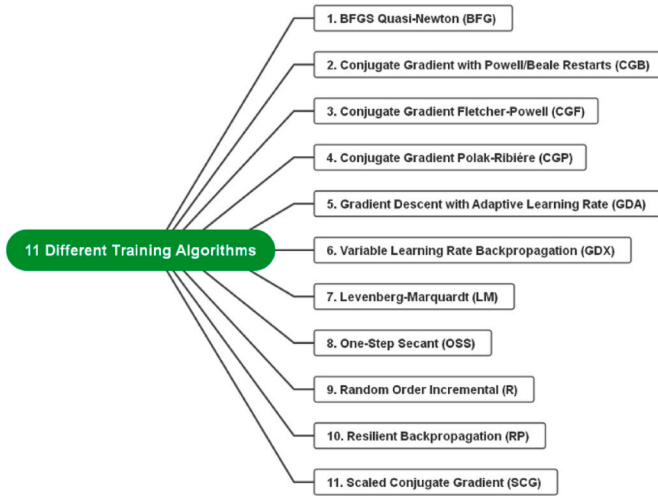 1. BFGS Quasi-Newton (BFG)
2. Conjugate Gradient with Powell/Beale Restarts (CGB)
3. Conjugate Gradient Fletcher-Powell (CGF)
4. Conjugate Gradient Polak-Ribiére (CGP)
5. Gradient Descent with Adaptive Learning Rate (GDA)
11 Different Training Algorithms
6. Variable Learning Rate Backpropagation (GDX)
7. Levenberg-Marquardt (LM)
8. One-Step Secant (OSS)
9. Random Order Incremental (R)
10. Resilient Backpropagation (RP)
11. Scaled Conjugate Gradient (SCG)